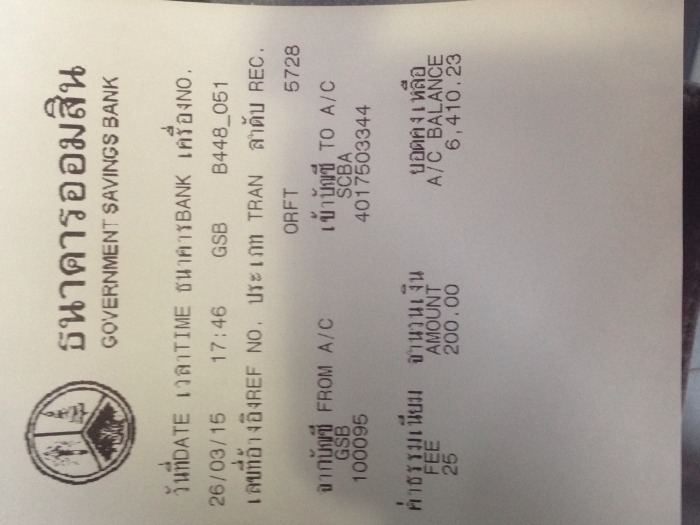 ธนาคารออมสิน
GOVERNMENT SAVINGS BANK
วันที่DATE เวลาTIME ธนาคารBANK เครื่องNO.
26/03/15 17:46 GSB B448_051
เลขที่อ้างอิงREF NO. ประเภท TRAN ลำดับ REC.
ORFT 5728
จากบัญชี FROM A/C เข้าบัญชี TO A/C
GSB SCBA
100095 4017503344
ค่าธรรมเนียม จำนวนเงิน ยอดคงเหลือ
FEE AMOUNT A/C BALANCE
25 200.00 6,410.23